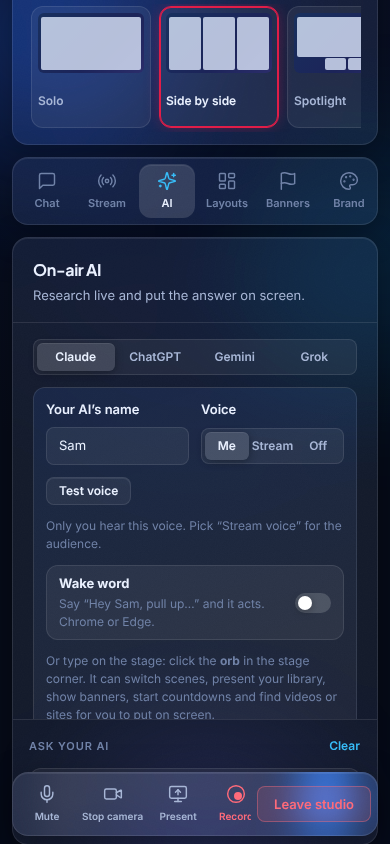 Solo
Side by side
Spotlight
Chat
Stream
AI
Layouts
Banners
Brand
On-air AI
Research live and put the answer on screen.
Claude
ChatGPT
Gemini
Grok
Your AI's name
Voice
Sam
Me
Stream
Off
Test voice
Only you hear this voice. Pick “Stream voice” for the
audience.
Wake word
Say “Hey Sam, pull up…” and it acts.
Chrome or Edge.
Or type on the stage: click the orb in the stage
corner. It can switch scenes, present your library,
show banners, start countdowns and find videos or
sites for you to put on screen.
ASK YOUR AI
Clear
Mute
Stop camera
Present
Record
Leave studio